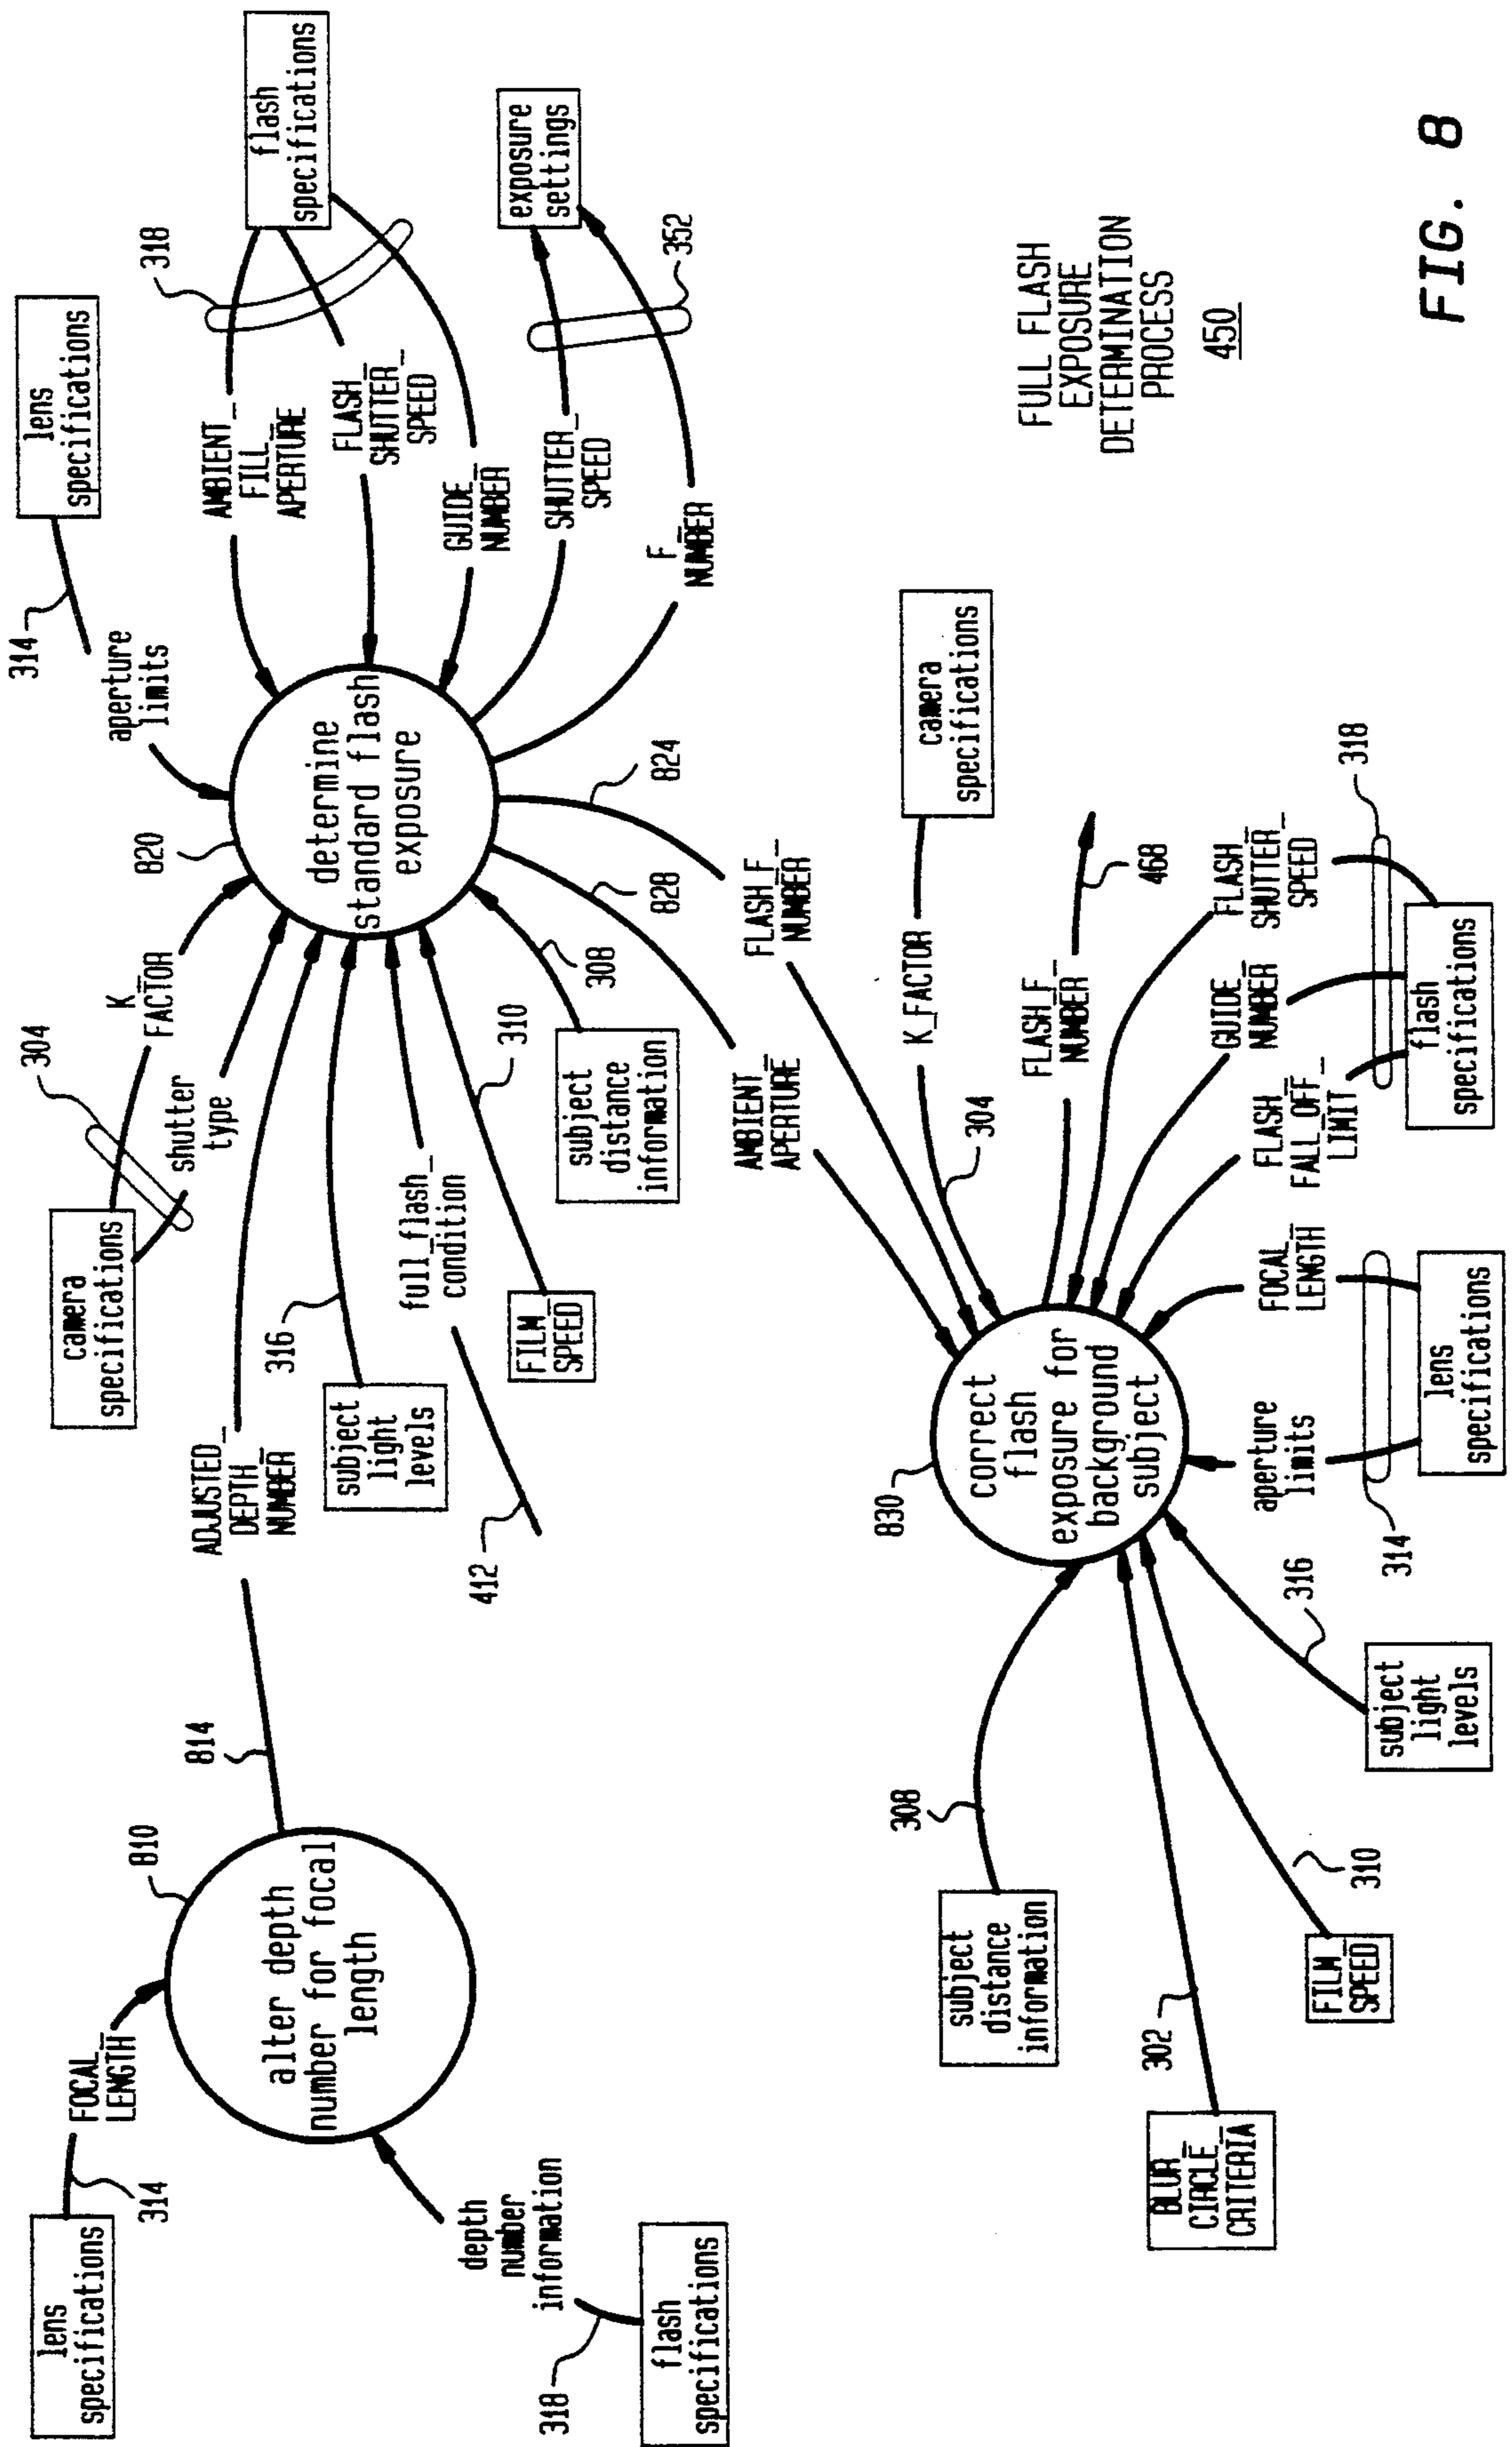 lens
specifications
314
FOCAL_
LENGTH
810
alter depth
number for focal
length
depth
number
information
318
flash
specifications
814
ADJUSTED_
DEPTH_
NUMBER
camera
specifications
304
K_
FACTOR
shutter
type
820
aperture
limits
314
lens
specifications
determine
standard flash
exposure
AMBIENT_
FILL_
APERTURE
318
flash
specifications
FLASH_
SHUTTER_
SPEED
GUIDE_
NUMBER
SHUTTER_
SPEED
F_
NUMBER
exposure
settings
352
316
subject
light
levels
full_flash_
condition
412
FILM_
SPEED
310
subject
distance
information
308
828
824
AMBIENT_
APERTURE
FLASH_F_
NUMBER
830
correct
flash
exposure for
background
subject
K_FACTOR
304
camera
specifications
FLASH_F_
NUMBER
468
FLASH_
SHUTTER_
SPEED
GUIDE_
NUMBER
FLASH_
FALL_OFF_
LIMIT
318
flash
specifications
FOCAL_
LENGTH
aperture
limits
314
lens
specifications
316
subject
light
levels
subject
distance
information
308
302
BLUR_
CIRCLE_
CRITERIA
310
FILM_
SPEED
FULL FLASH
EXPOSURE
DETERMINATION
PROCESS
450
FIG. 8